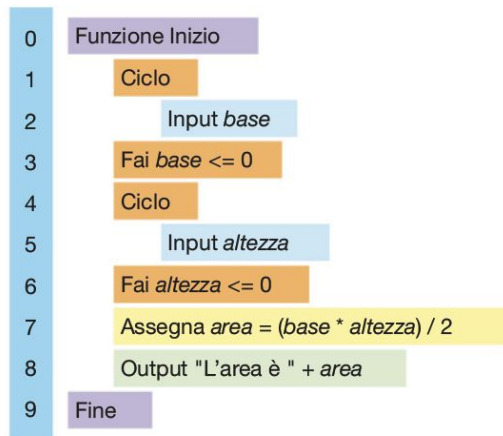 0 Funzione Inizio
1 Ciclo
2 Input base
3 Fai base <= 0
4 Ciclo
5 Input altezza
6 Fai altezza <= 0
7 Assegna area = (base * altezza) / 2
8 Output "L'area è " + area
9 Fine